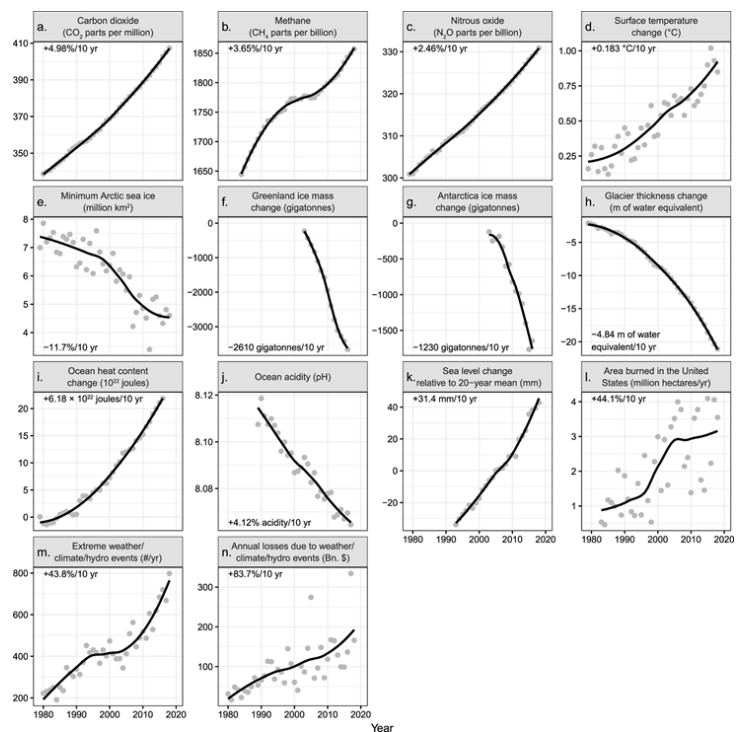 a. Carbon dioxide
(CO2 parts per million)
+4.98%/10 yr
410
390
370
350
b. Methane
(CH4 parts per billion)
+3.65%/10 yr
1850
1800
1750
1700
1650
c. Nitrous oxide
(N2O parts per billion)
+2.46%/10 yr
330
320
310
300
d. Surface temperature
change (°C)
+0.183 °C/10 yr
1.00
0.75
0.50
0.25
e. Minimum Arctic sea ice
(million km²)
8
7
6
5
4
−11.7%/10 yr
f. Greenland ice mass
change (gigatonnes)
0
−1000
−2000
−3000
−2610 gigatonnes/10 yr
g. Antarctica ice mass
change (gigatonnes)
0
−500
−1000
−1500
−1230 gigatonnes/10 yr
h. Glacier thickness change
(m of water equivalent)
−5
−10
−15
−20
−4.84 m of water
equivalent/10 yr
i. Ocean heat content
change (10²² joules)
+6.18 × 10²² joules/10 yr
20
15
10
5
0
j. Ocean acidity (pH)
8.12
8.10
8.08
+4.12% acidity/10 yr
k. Sea level change
relative to 20−year mean (mm)
+31.4 mm/10 yr
40
20
0
−20
1980 1990 2000 2010 2020
l. Area burned in the United
States (million hectares/yr)
+44.1%/10 yr
4
3
2
1
1980 1990 2000 2010 2020
m. Extreme weather/
climate/hydro events (#/yr)
+43.8%/10 yr
800
600
400
200
1980 1990 2000 2010 2020
n. Annual losses due to weather/
climate/hydro events (Bn. $)
+83.7%/10 yr
300
200
100
1980 1990 2000 2010 2020
Year